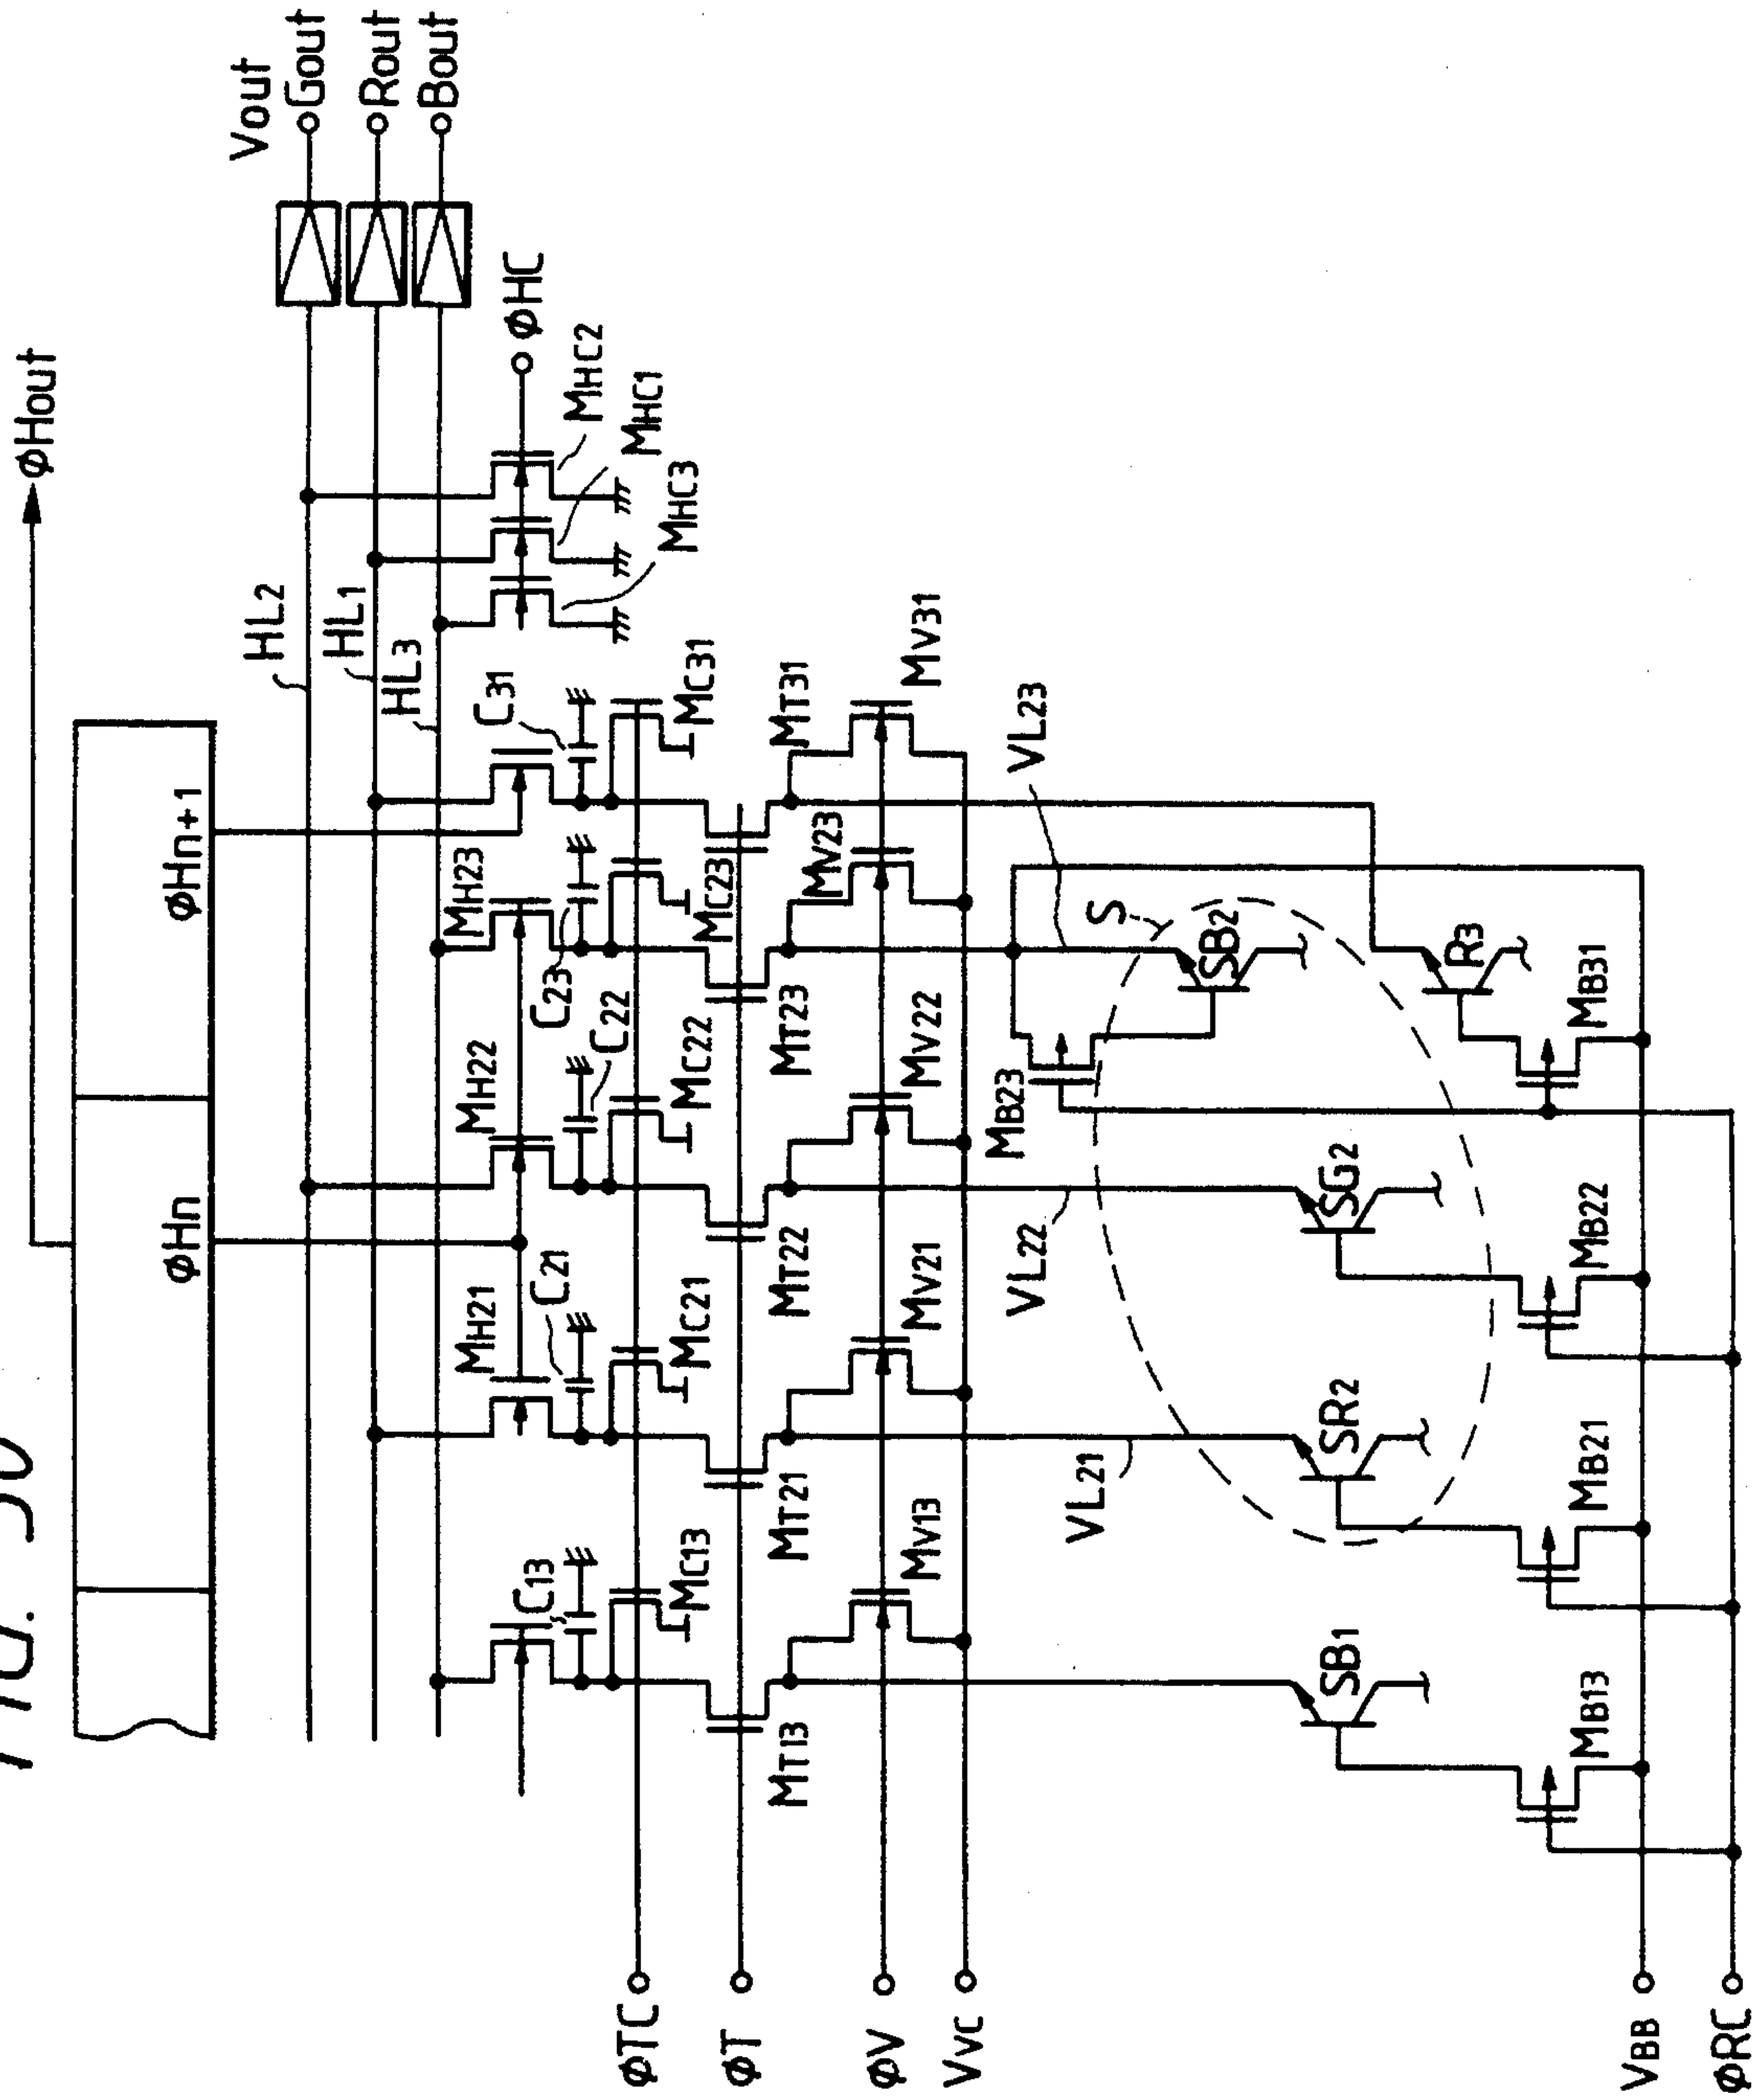 ϕHout
Vout
Gout
Rout
Bout
ϕHn
ϕHn+1
HL2
HL1
HL3
ϕHC
MHC2
MHC1
MHC3
MH21
MH22
MH23
C13
C21
C22
C23
C31
MC13
MC21
MC22
MC23
MC31
ϕTC
MT13
MT21
MT22
MT23
MT31
ϕT
MV13
MV21
MV22
MV23
MV31
ϕV
VVC
VL21
VL22
VL23
S
MB23
SB1
SR2
SG2
SB2
R3
MB13
MB21
MB22
MB31
VBB
ϕRC